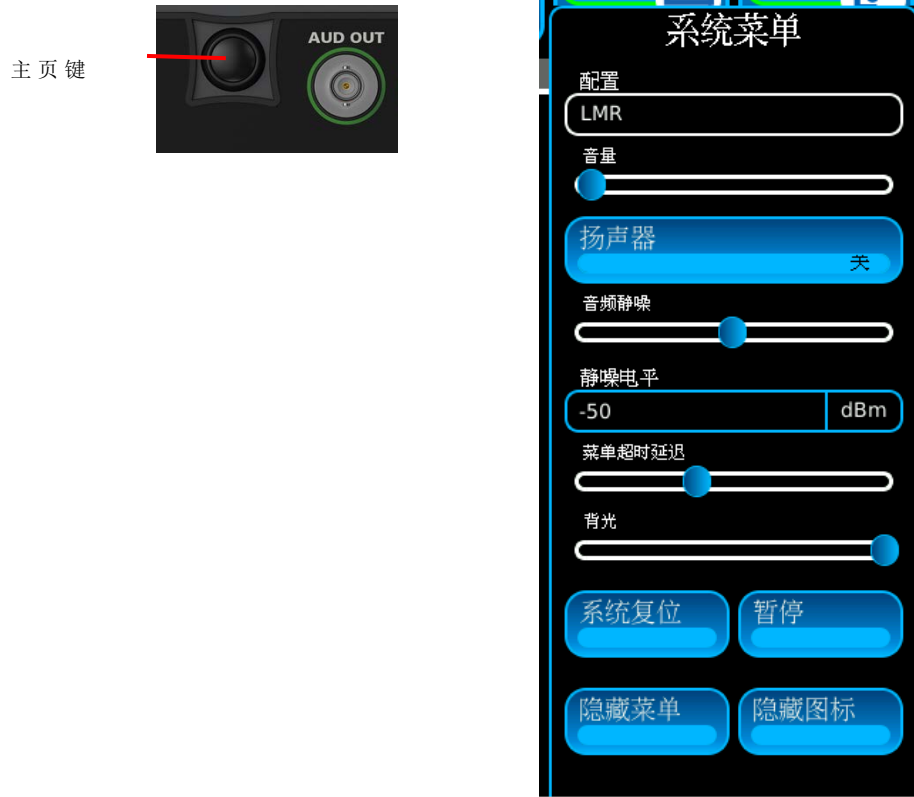 主页键
AUD OUT
系统菜单
配置
LMR
音量
扬声器
关
音频静噪
静噪电平
-50
dBm
菜单超时延迟
背光
系统复位
暂停
隐藏菜单
隐藏图标